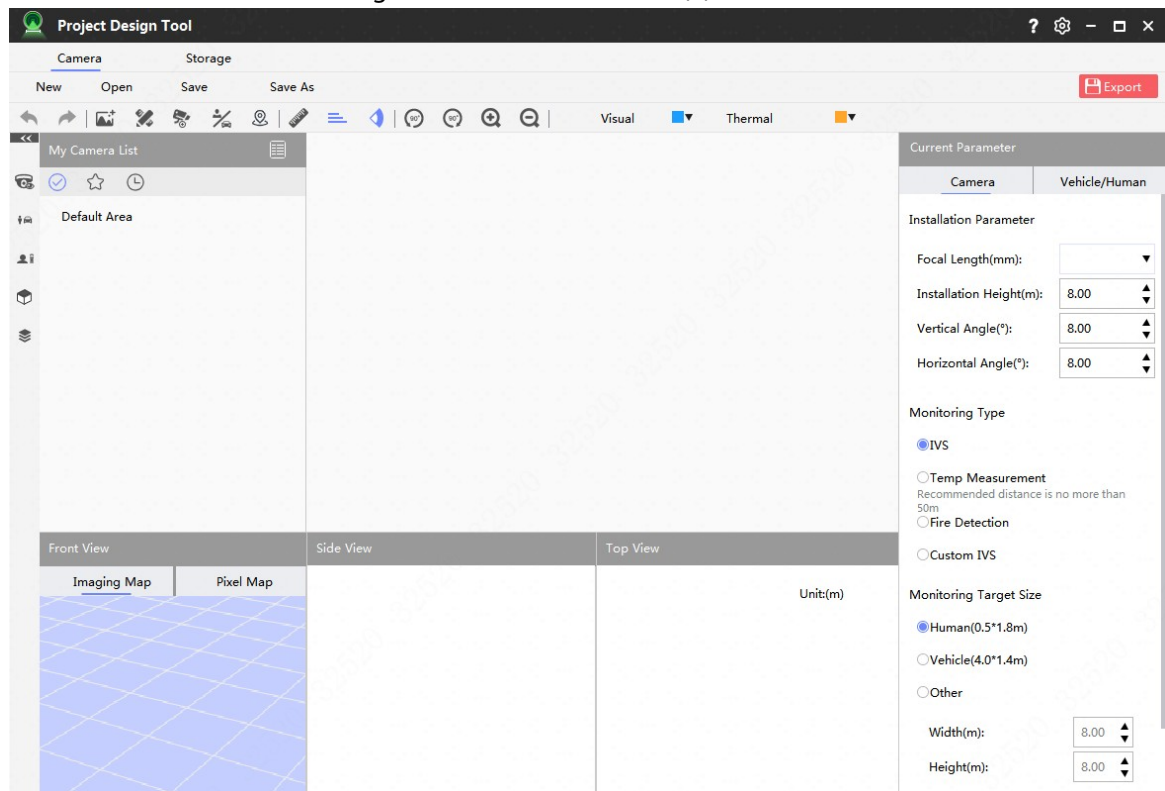 Project Design Tool
?
Camera Storage
New Open Save Save As Export
90° 90° Visual Thermal
<<
My Camera List
Default Area
Front View
Imaging Map Pixel Map
Side View
Top View
Unit:(m)
Current Parameter
Camera Vehicle/Human
Installation Parameter
Focal Length(mm):
Installation Height(m): 8.00
Vertical Angle(°): 8.00
Horizontal Angle(°): 8.00
Monitoring Type
IVS
Temp Measurement
Recommended distance is no more than
50m
Fire Detection
Custom IVS
Monitoring Target Size
Human(0.5*1.8m)
Vehicle(4.0*1.4m)
Other
Width(m): 8.00
Height(m): 8.00